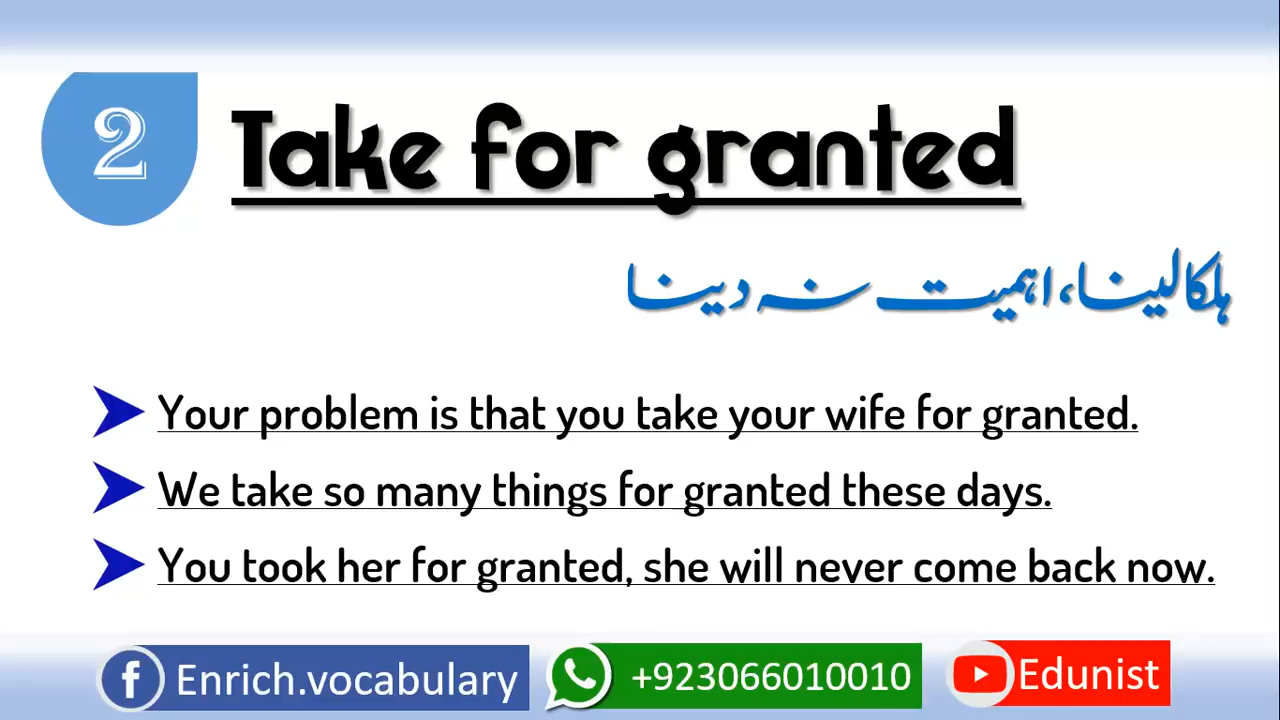 2
Take for granted
ہلکا لینا، اہمیت نہ دینا
Your problem is that you take your wife for granted.
We take so many things for granted these days.
You took her for granted, she will never come back now.
f Enrich.vocabulary +923066010010 Edunist